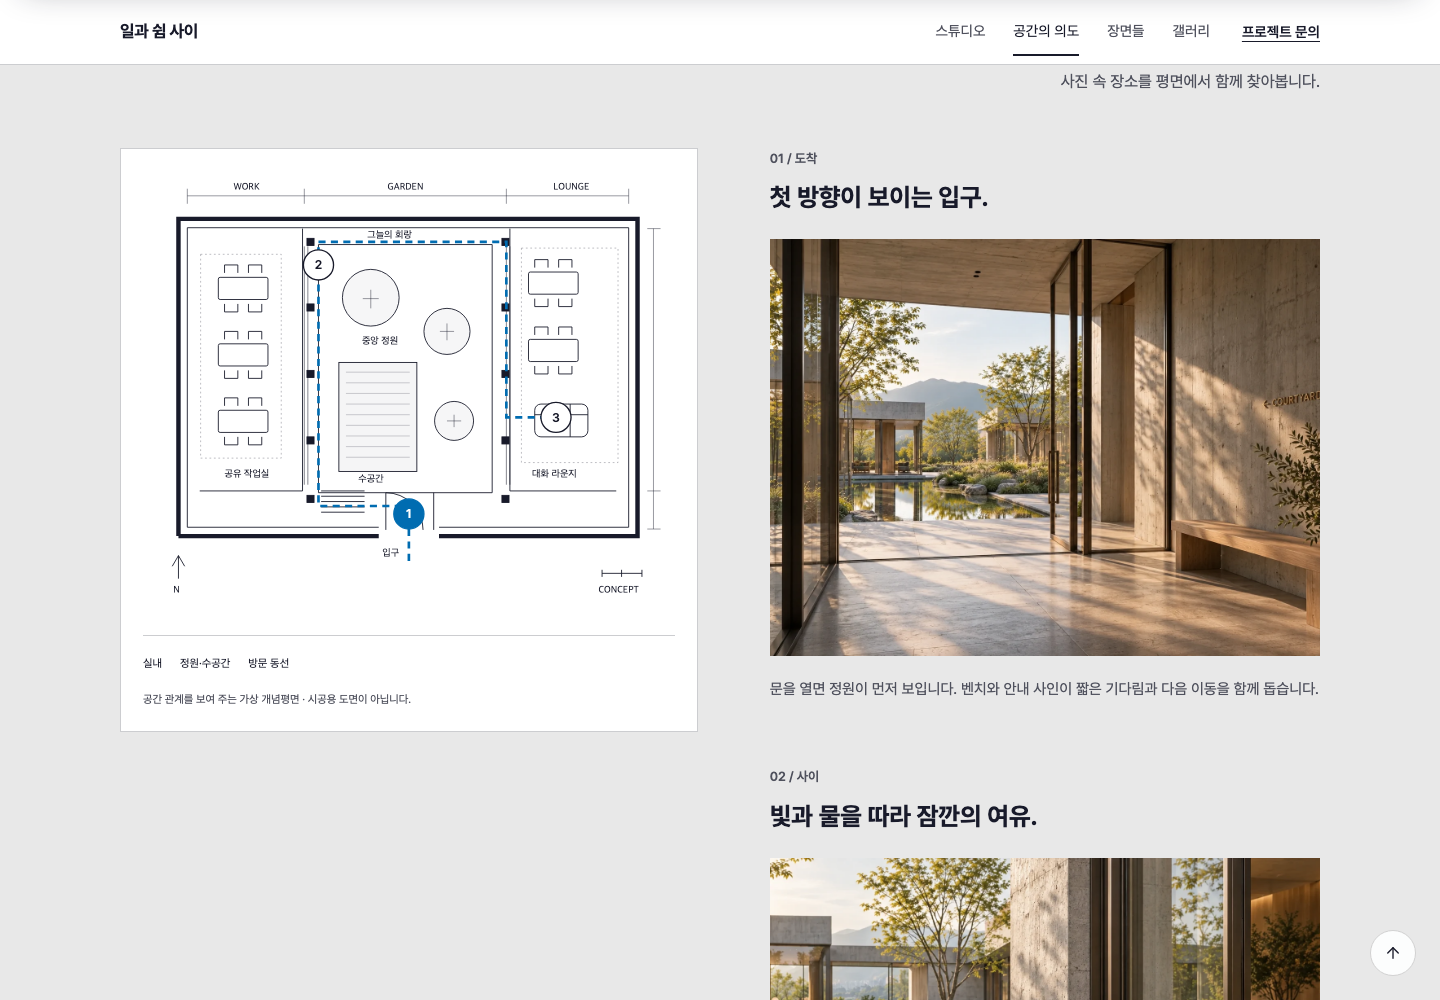 일과 쉼 사이
스튜디오
공간의 의도
장면들
갤러리
프로젝트 문의
사진 속 장소를 평면에서 함께 찾아봅니다.
WORK
GARDEN
LOUNGE
그늘의 회랑
2
중앙 정원
3
공유 작업실
수공간
대화 라운지
1
입구
N
CONCEPT
실내
정원·수공간
방문 동선
공간 관계를 보여 주는 가상 개념평면 · 시공용 도면이 아닙니다.
01 / 도착
첫 방향이 보이는 입구.
← COURTYARD
문을 열면 정원이 먼저 보입니다. 벤치와 안내 사인이 짧은 기다림과 다음 이동을 함께 돕습니다.
02 / 사이
빛과 물을 따라 잠깐의 여유.